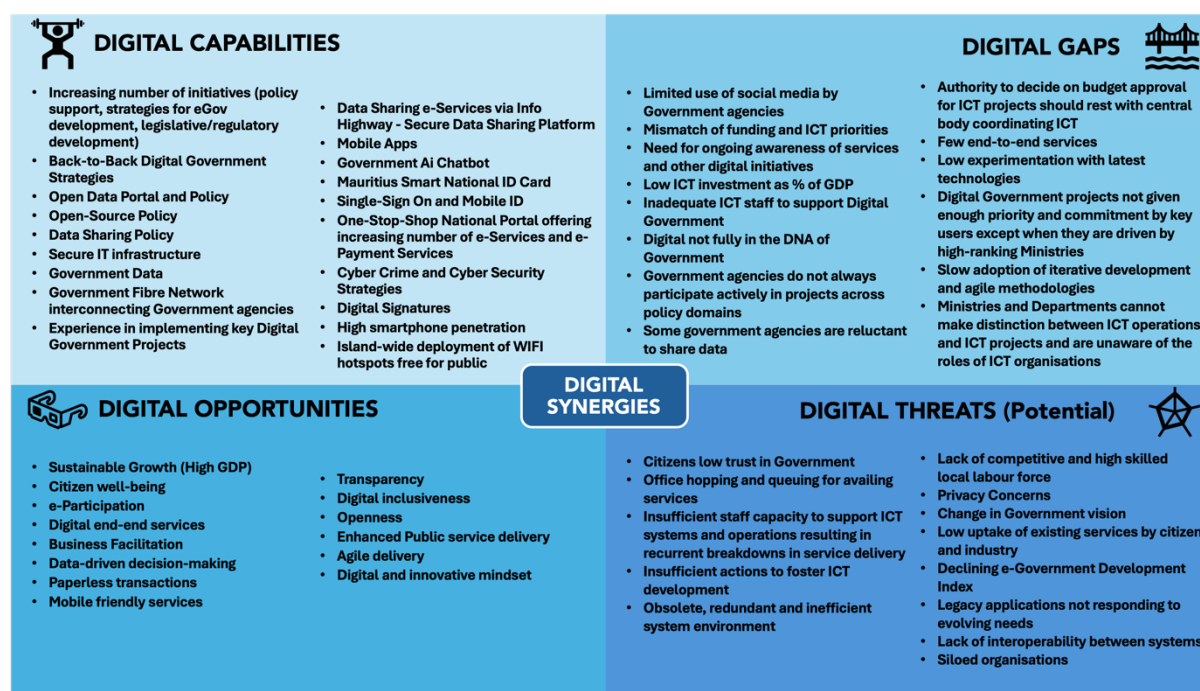 DIGITAL CAPABILITIES
• Increasing number of initiatives (policy
support, strategies for eGov
development, legislative/regulatory
development)
• Back-to-Back Digital Government
Strategies
• Open Data Portal and Policy
• Open-Source Policy
• Data Sharing Policy
• Secure IT infrastructure
• Government Data
• Government Fibre Network
interconnecting Government agencies
• Experience in implementing key Digital
Government Projects
• Data Sharing e-Services via Info
Highway - Secure Data Sharing Platform
• Mobile Apps
• Government Ai Chatbot
• Mauritius Smart National ID Card
• Single-Sign On and Mobile ID
• One-Stop-Shop National Portal offering
increasing number of e-Services and e-
Payment Services
• Cyber Crime and Cyber Security
Strategies
• Digital Signatures
• High smartphone penetration
• Island-wide deployment of WIFI
hotspots free for public
DIGITAL GAPS
• Limited use of social media by
Government agencies
• Mismatch of funding and ICT priorities
• Need for ongoing awareness of services
and other digital initiatives
• Low ICT investment as % of GDP
• Inadequate ICT staff to support Digital
Government
• Digital not fully in the DNA of
Government
• Government agencies do not always
participate actively in projects across
policy domains
• Some government agencies are reluctant
to share data
• Authority to decide on budget approval
for ICT projects should rest with central
body coordinating ICT
• Few end-to-end services
• Low experimentation with latest
technologies
• Digital Government projects not given
enough priority and commitment by key
users except when they are driven by
high-ranking Ministries
• Slow adoption of iterative development
and agile methodologies
• Ministries and Departments cannot
make distinction between ICT operations
and ICT projects and are unaware of the
roles of ICT organisations
DIGITAL
SYNERGIES
DIGITAL OPPORTUNITIES
• Sustainable Growth (High GDP)
• Citizen well-being
• e-Participation
• Digital end-end services
• Business Facilitation
• Data-driven decision-making
• Paperless transactions
• Mobile friendly services
• Transparency
• Digital inclusiveness
• Openness
• Enhanced Public service delivery
• Agile delivery
• Digital and innovative mindset
DIGITAL THREATS (Potential)
• Citizens low trust in Government
• Office hopping and queuing for availing
services
• Insufficient staff capacity to support ICT
systems and operations resulting in
recurrent breakdowns in service delivery
• Insufficient actions to foster ICT
development
• Obsolete, redundant and inefficient
system environment
• Lack of competitive and high skilled
local labour force
• Privacy Concerns
• Change in Government vision
• Low uptake of existing services by citizen
and industry
• Declining e-Government Development
Index
• Legacy applications not responding to
evolving needs
• Lack of interoperability between systems
• Siloed organisations